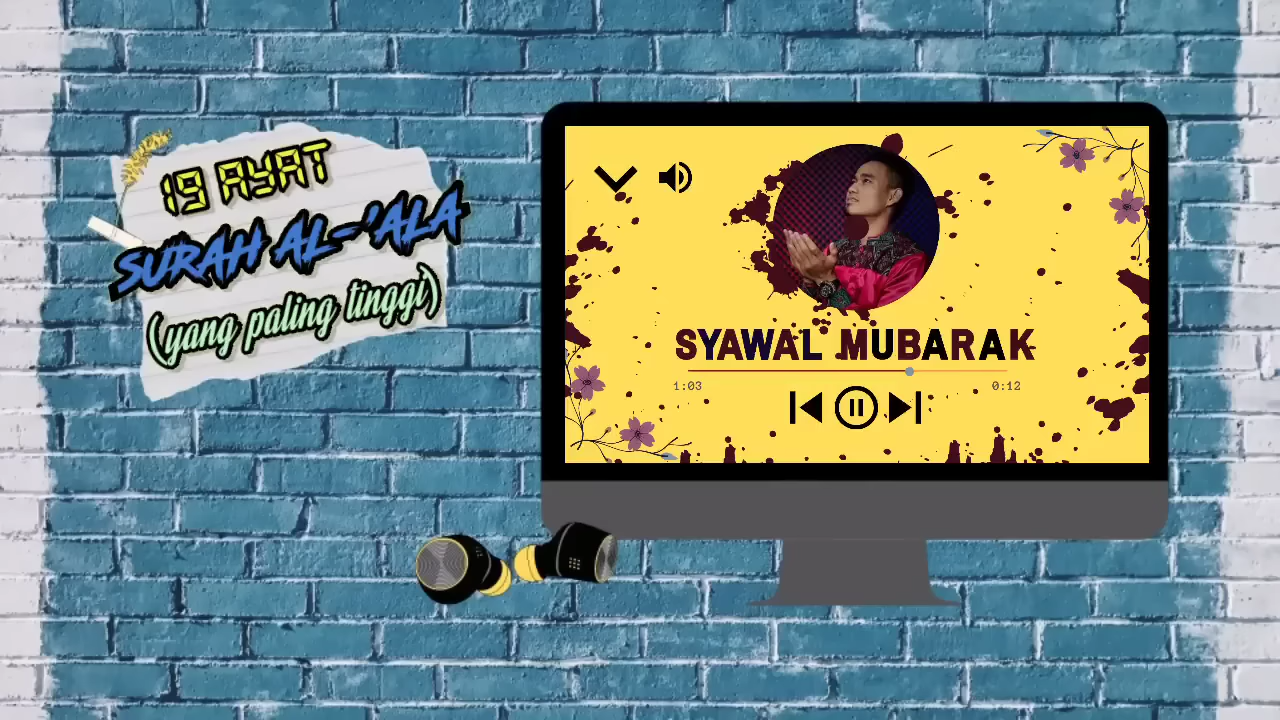 19 AYAT
SURAH AL-'ALA
(yang paling tinggi)
SYAWAL MUBARAK
1:03
0:12